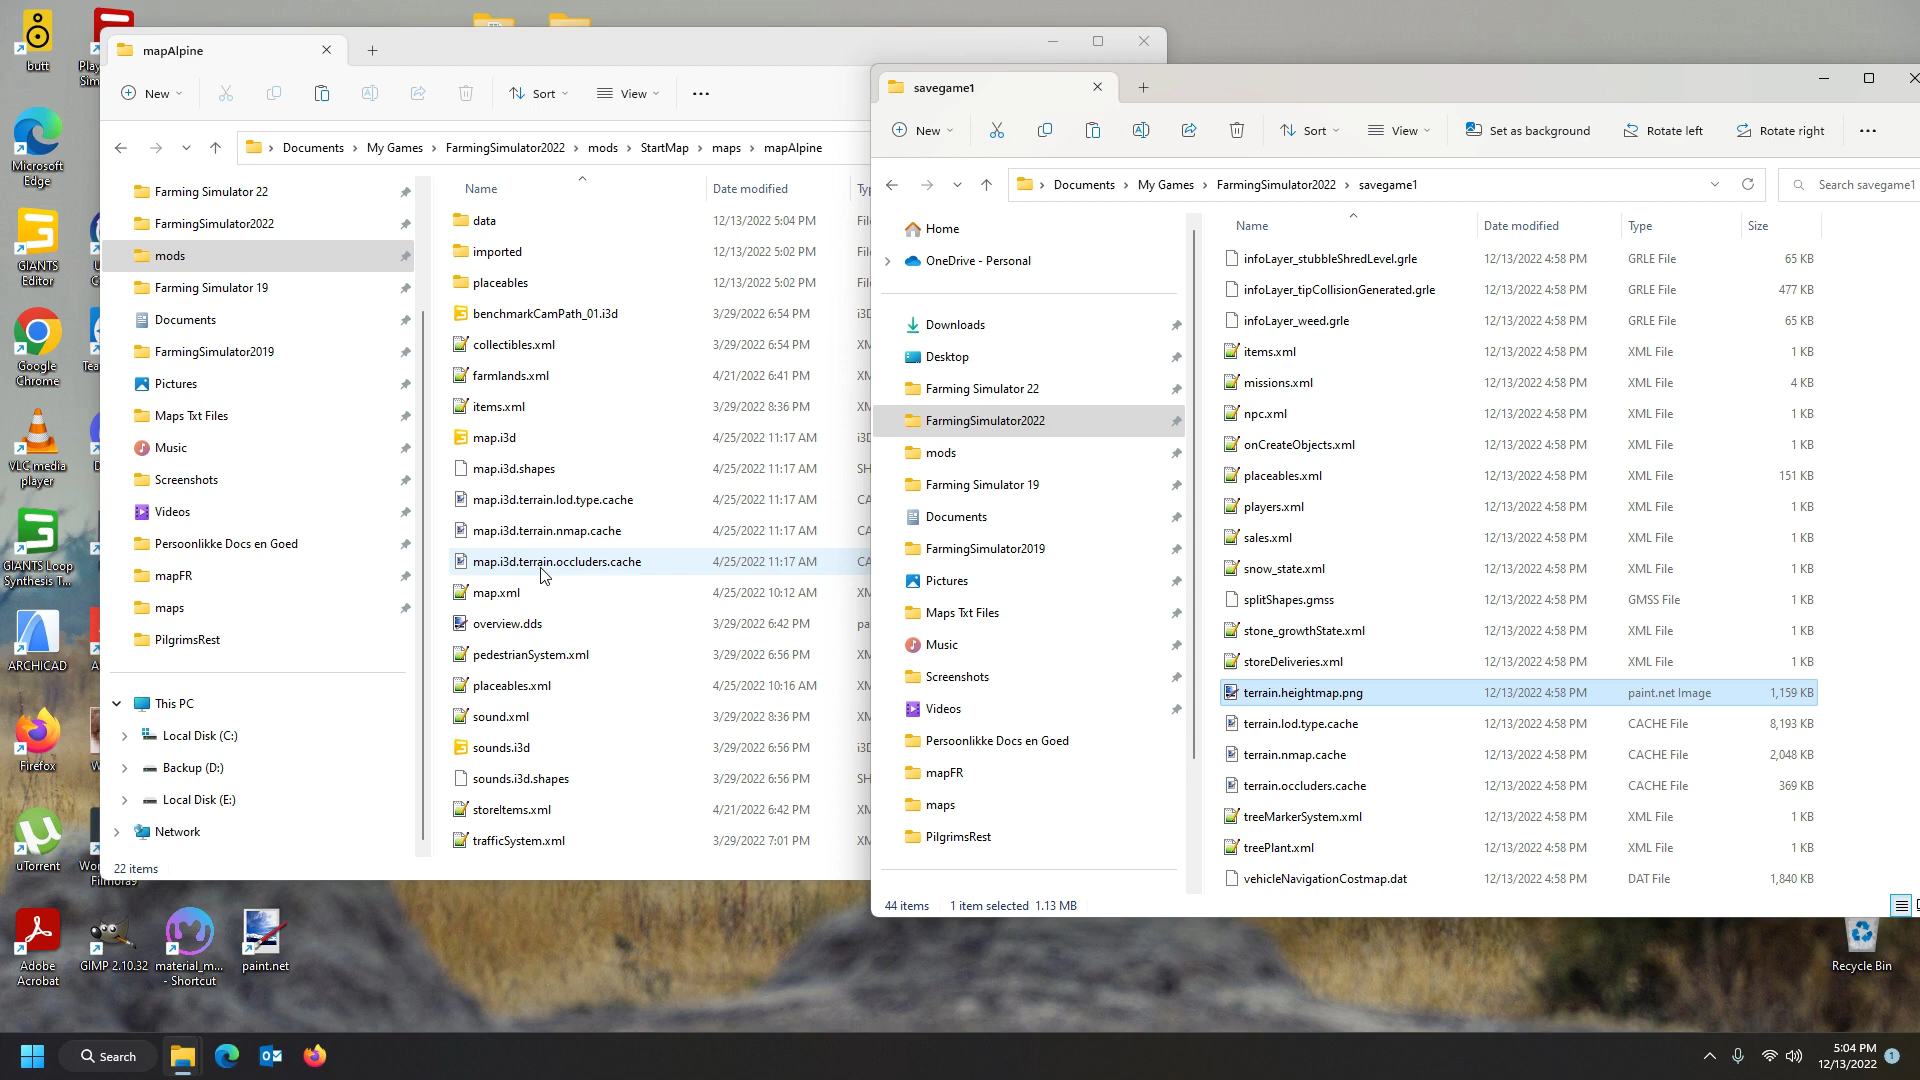 butt
Play
Sim
Microsoft
Edge
GIANTS
Editor
Google
Chrome
Tea
VLC media
player
GIANTS Loop
Synthesis T...
ARCHICAD
Firefox
uTorrent
Wo
Filmora9
Adobe
Acrobat
GIMP 2.10.32
material_m...
- Shortcut
paint.net
Recycle Bin
mapAlpine
New
Sort
View
Documents > My Games > FarmingSimulator2022 > mods > StartMap > maps > mapAlpine
Farming Simulator 22
FarmingSimulator2022
mods
Farming Simulator 19
Documents
FarmingSimulator2019
Pictures
Maps Txt Files
Music
Screenshots
Videos
Persoonlikke Docs en Goed
mapFR
maps
PilgrimsRest
This PC
Local Disk (C:)
Backup (D:)
Local Disk (E:)
Network
22 items
Name Date modified Ty
data 12/13/2022 5:04 PM Fil
imported 12/13/2022 5:02 PM Fil
placeables 12/13/2022 5:02 PM Fil
benchmarkCamPath_01.i3d 3/29/2022 6:54 PM i3D
collectibles.xml 3/29/2022 6:54 PM XM
farmlands.xml 4/21/2022 6:41 PM XM
items.xml 3/29/2022 8:36 PM XM
map.i3d 4/25/2022 11:17 AM i3D
map.i3d.shapes 4/25/2022 11:17 AM SH
map.i3d.terrain.lod.type.cache 4/25/2022 11:17 AM CA
map.i3d.terrain.nmap.cache 4/25/2022 11:17 AM CA
map.i3d.terrain.occluders.cache 4/25/2022 11:17 AM CA
map.xml 4/25/2022 10:12 AM XM
overview.dds 3/29/2022 6:42 PM pa
pedestrianSystem.xml 3/29/2022 6:56 PM XM
placeables.xml 4/25/2022 10:16 AM XM
sound.xml 3/29/2022 8:36 PM XM
sounds.i3d 3/29/2022 6:56 PM i3D
sounds.i3d.shapes 3/29/2022 6:56 PM SH
storeItems.xml 4/21/2022 6:42 PM XM
trafficSystem.xml 3/29/2022 7:01 PM XM
savegame1
New
Sort
View
Set as background
Rotate left
Rotate right
Documents > My Games > FarmingSimulator2022 > savegame1
Search savegame1
Home
OneDrive - Personal
Downloads
Desktop
Farming Simulator 22
FarmingSimulator2022
mods
Farming Simulator 19
Documents
FarmingSimulator2019
Pictures
Maps Txt Files
Music
Screenshots
Videos
Persoonlikke Docs en Goed
mapFR
maps
PilgrimsRest
Name Date modified Type Size
infoLayer_stubbleShredLevel.grle 12/13/2022 4:58 PM GRLE File 65 KB
infoLayer_tipCollisionGenerated.grle 12/13/2022 4:58 PM GRLE File 477 KB
infoLayer_weed.grle 12/13/2022 4:58 PM GRLE File 65 KB
items.xml 12/13/2022 4:58 PM XML File 1 KB
missions.xml 12/13/2022 4:58 PM XML File 4 KB
npc.xml 12/13/2022 4:58 PM XML File 1 KB
onCreateObjects.xml 12/13/2022 4:58 PM XML File 1 KB
placeables.xml 12/13/2022 4:58 PM XML File 151 KB
players.xml 12/13/2022 4:58 PM XML File 1 KB
sales.xml 12/13/2022 4:58 PM XML File 1 KB
snow_state.xml 12/13/2022 4:58 PM XML File 1 KB
splitShapes.gmss 12/13/2022 4:58 PM GMSS File 1 KB
stone_growthState.xml 12/13/2022 4:58 PM XML File 1 KB
storeDeliveries.xml 12/13/2022 4:58 PM XML File 1 KB
terrain.heightmap.png 12/13/2022 4:58 PM paint.net Image 1,159 KB
terrain.lod.type.cache 12/13/2022 4:58 PM CACHE File 8,193 KB
terrain.nmap.cache 12/13/2022 4:58 PM CACHE File 2,048 KB
terrain.occluders.cache 12/13/2022 4:58 PM CACHE File 369 KB
treeMarkerSystem.xml 12/13/2022 4:58 PM XML File 1 KB
treePlant.xml 12/13/2022 4:58 PM XML File 1 KB
vehicleNavigationCostmap.dat 12/13/2022 4:58 PM DAT File 1,840 KB
44 items 1 item selected 1.13 MB
Search
5:04 PM
12/13/2022
1